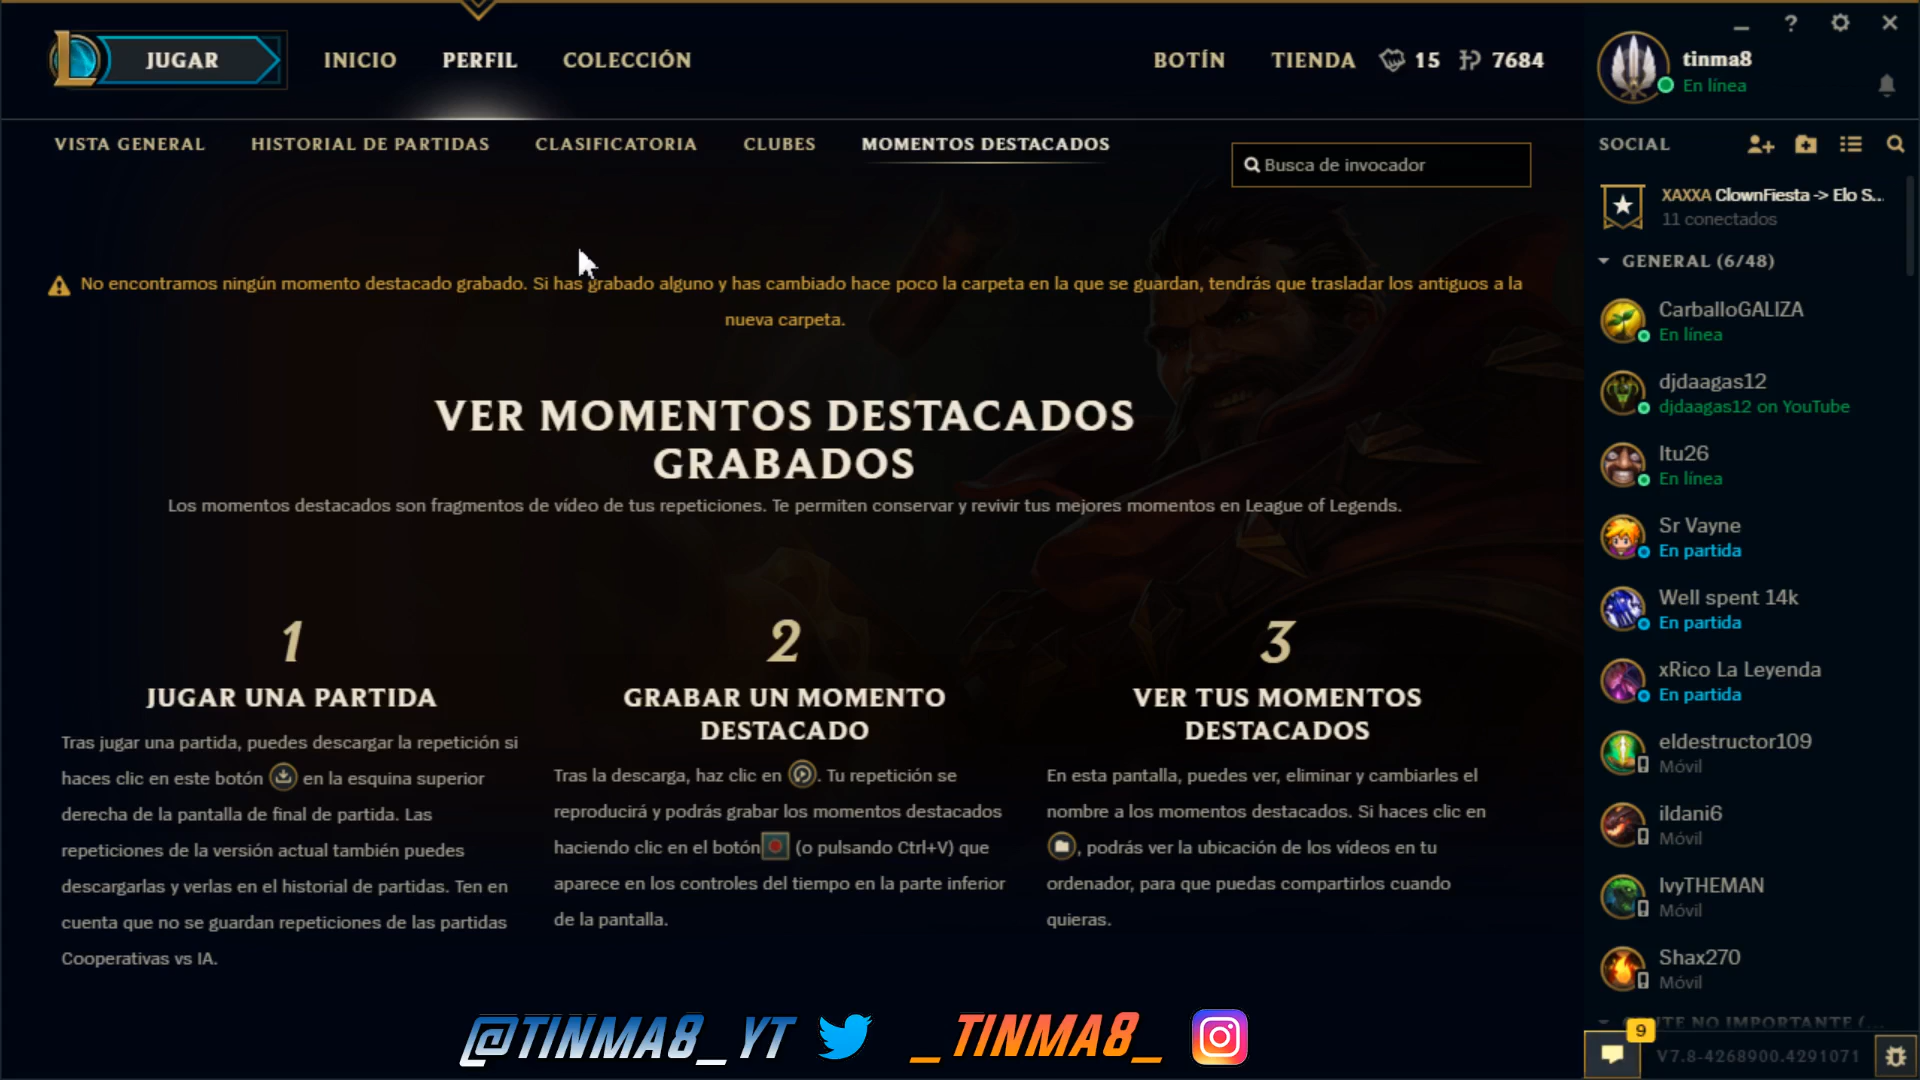 JUGAR
INICIO
PERFIL
COLECCIÓN
BOTÍN
TIENDA
15
7684
?
tinma8
En línea
VISTA GENERAL
HISTORIAL DE PARTIDAS
CLASIFICATORIA
CLUBES
MOMENTOS DESTACADOS
Busca de invocador
No encontramos ningún momento destacado grabado. Si has grabado alguno y has cambiado hace poco la carpeta en la que se guardan, tendrás que trasladar los antiguos a la
nueva carpeta.
VER MOMENTOS DESTACADOS
GRABADOS
Los momentos destacados son fragmentos de vídeo de tus repeticiones. Te permiten conservar y revivir tus mejores momentos en League of Legends.
1
JUGAR UNA PARTIDA
Tras jugar una partida, puedes descargar la repetición si
haces clic en este botón en la esquina superior
derecha de la pantalla de final de partida. Las
repeticiones de la versión actual también puedes
descargarlas y verlas en el historial de partidas. Ten en
cuenta que no se guardan repeticiones de las partidas
Cooperativas vs IA.
2
GRABAR UN MOMENTO
DESTACADO
Tras la descarga, haz clic en . Tu repetición se
reproducirá y podrás grabar los momentos destacados
haciendo clic en el botón (o pulsando Ctrl+V) que
aparece en los controles del tiempo en la parte inferior
de la pantalla.
3
VER TUS MOMENTOS
DESTACADOS
En esta pantalla, puedes ver, eliminar y cambiarles el
nombre a los momentos destacados. Si haces clic en
, podrás ver la ubicación de los vídeos en tu
ordenador, para que puedas compartirlos cuando
quieras.
SOCIAL
XAXXA ClownFiesta -> Elo S...
11 conectados
GENERAL (6/48)
CarballoGALIZA
En línea
djdaagas12
djdaagas12 on YouTube
Itu26
En línea
Sr Vayne
En partida
Well spent 14k
En partida
xRico La Leyenda
En partida
eldestructor109
Móvil
ildani6
Móvil
IvyTHEMAN
Móvil
Shax270
Móvil
NO IMPORTANTE (...
9
V7.8-4268900.4291071
@TINMA8_YT
_TINMA8_